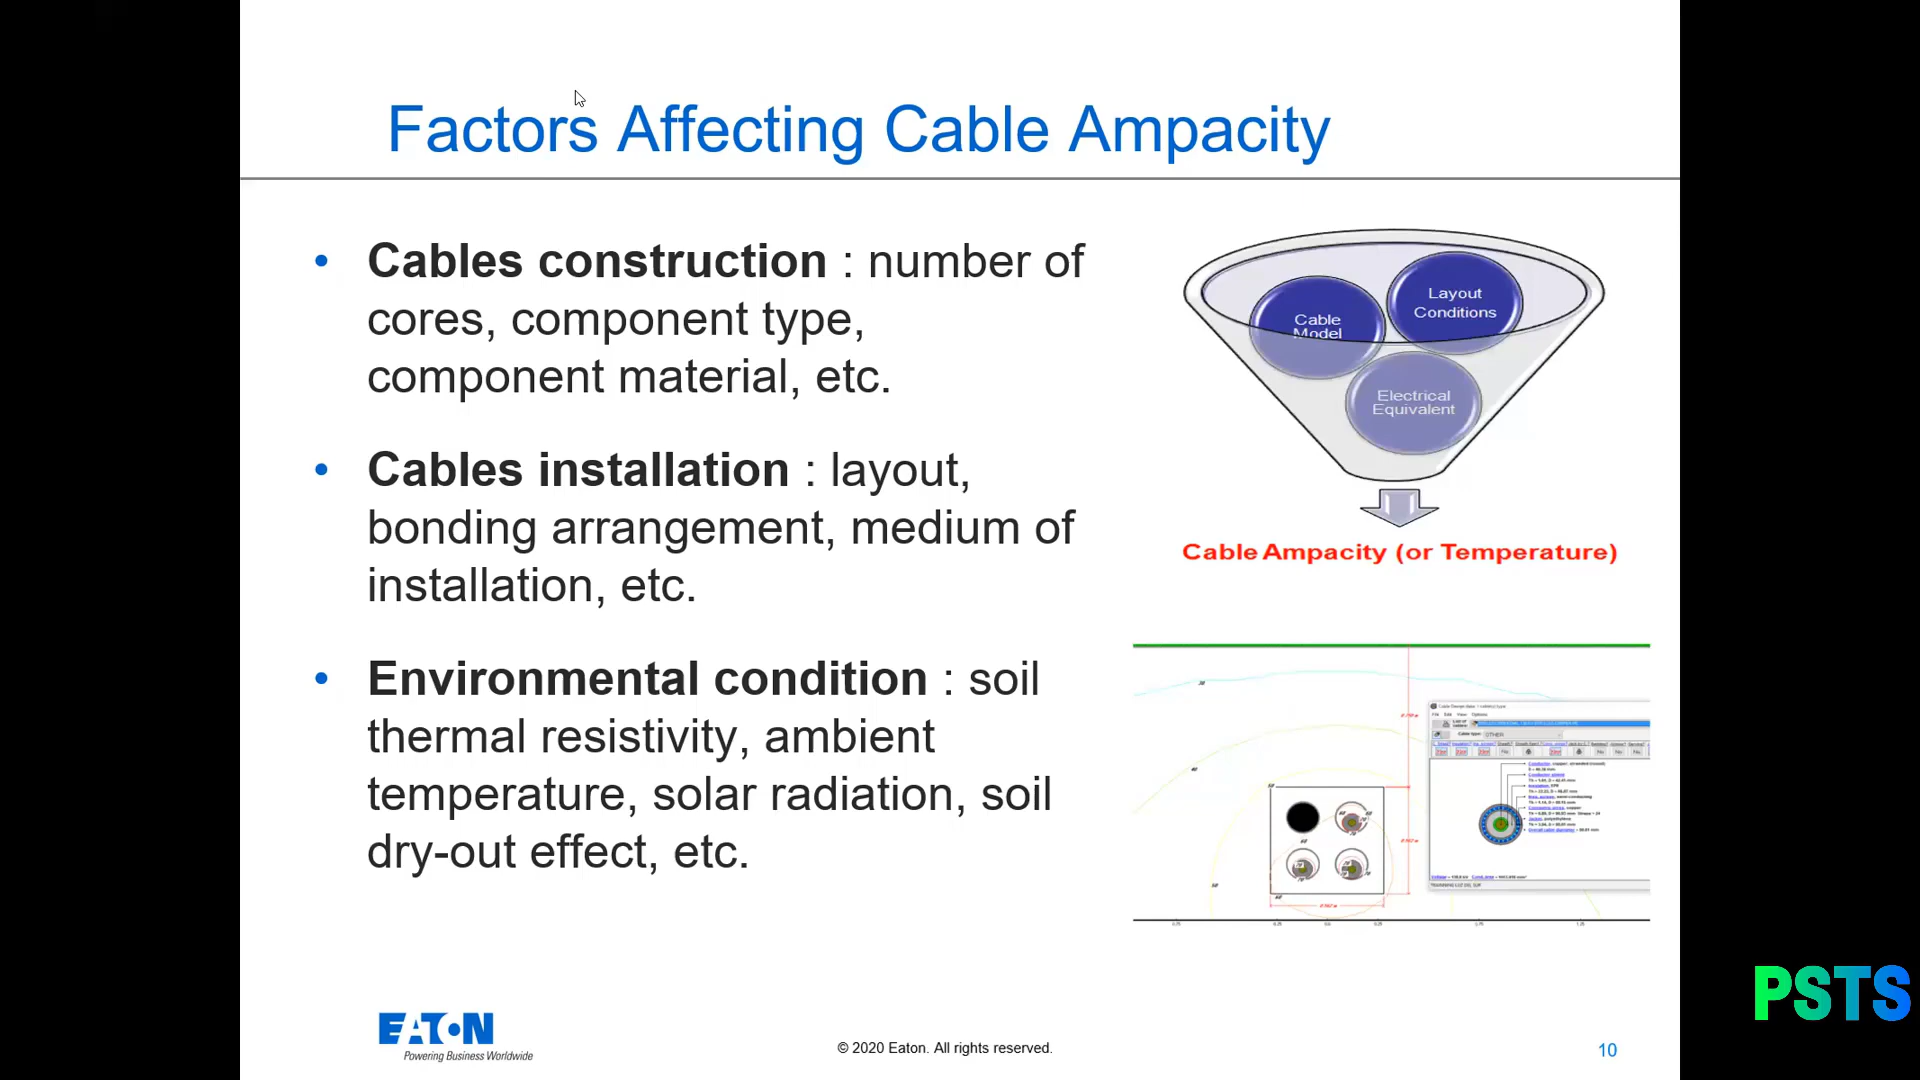 Factors Affecting Cable Ampacity
• Cables construction : number of
cores, component type,
component material, etc.
• Cables installation : layout,
bonding arrangement, medium of
installation, etc.
• Environmental condition : soil
thermal resistivity, ambient
temperature, solar radiation, soil
dry-out effect, etc.
Cable
Model
Layout
Conditions
Electrical
Equivalent
Cable Ampacity (or Temperature)
Cable type: OTHER
EATON
Powering Business Worldwide
© 2020 Eaton. All rights reserved.
10
PSTS